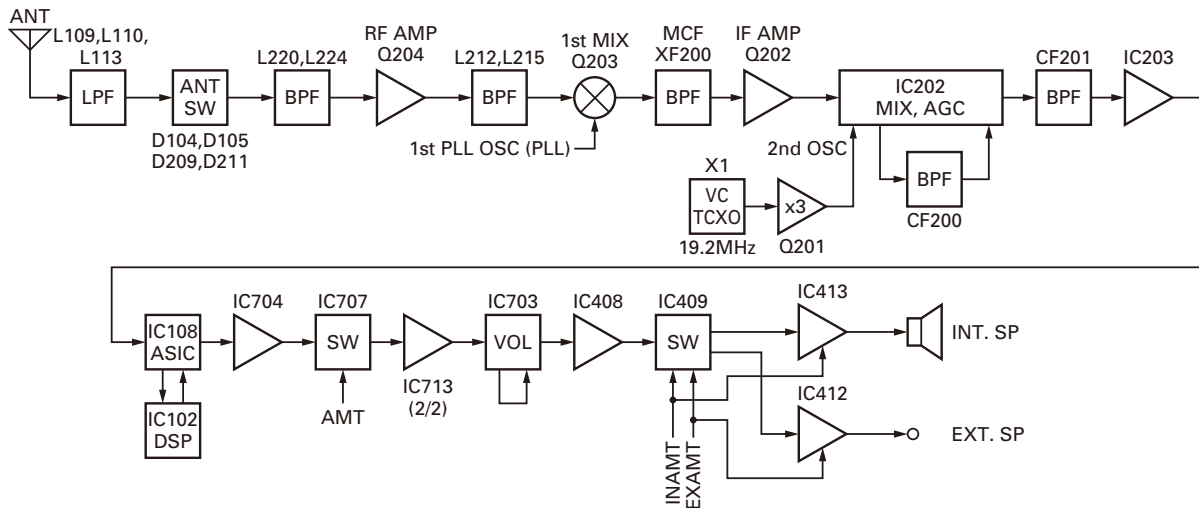 ANT
L109,L110,
L113
LPF
ANT
SW
D104,D105
D209,D211
L220,L224
BPF
RF AMP
Q204
L212,L215
BPF
1st MIX
Q203
1st PLL OSC (PLL)
MCF
XF200
BPF
IF AMP
Q202
IC202
MIX, AGC
2nd OSC
X1
VC
TCXO
19.2MHz
x3
Q201
BPF
CF200
CF201
BPF
IC203
IC108
ASIC
IC102
DSP
IC704
IC707
SW
AMT
IC713
(2/2)
IC703
VOL
IC408
IC409
SW
INAMT
EXAMT
IC413
INT. SP
IC412
EXT. SP